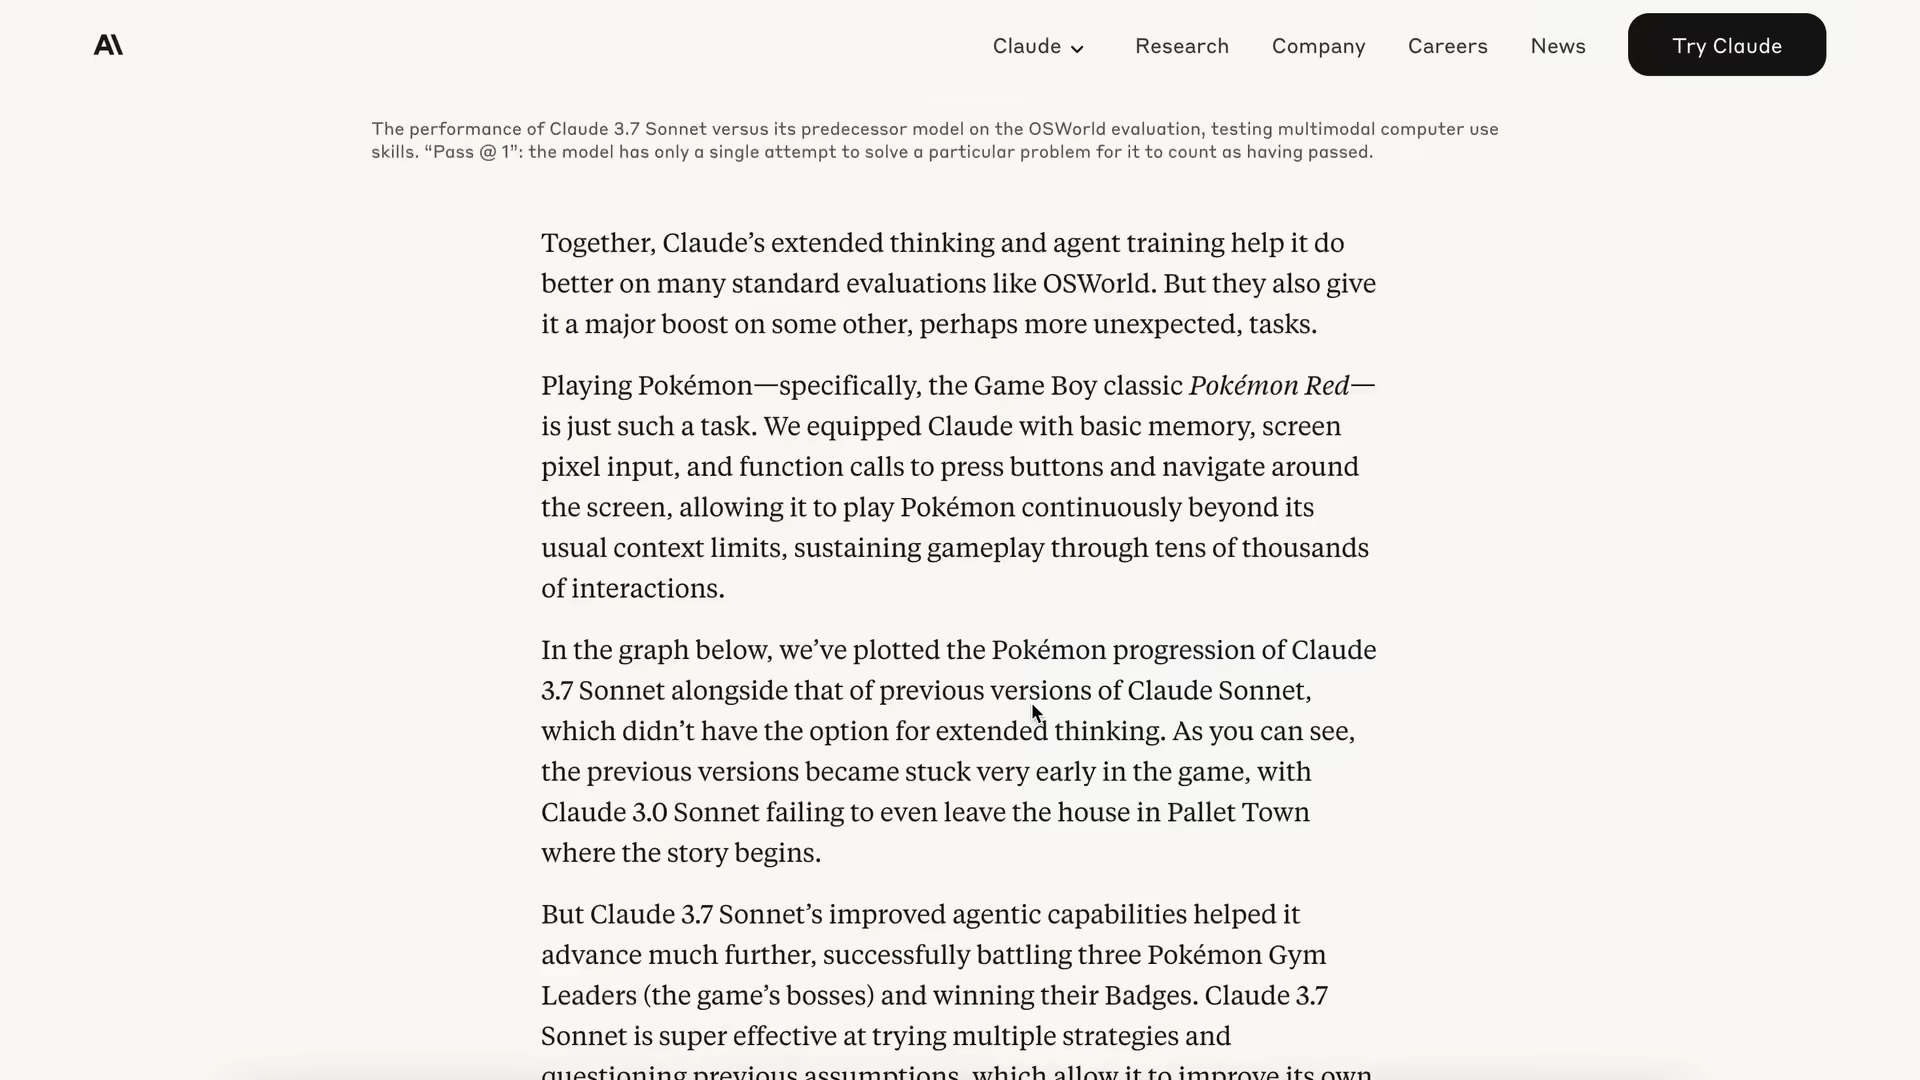 A\
Claude Research Company Careers News Try Claude
The performance of Claude 3.7 Sonnet versus its predecessor model on the OSWorld evaluation, testing multimodal computer use
skills. “Pass @ 1”: the model has only a single attempt to solve a particular problem for it to count as having passed.
Together, Claude’s extended thinking and agent training help it do
better on many standard evaluations like OSWorld. But they also give
it a major boost on some other, perhaps more unexpected, tasks.
Playing Pokémon—specifically, the Game Boy classic Pokémon Red—
is just such a task. We equipped Claude with basic memory, screen
pixel input, and function calls to press buttons and navigate around
the screen, allowing it to play Pokémon continuously beyond its
usual context limits, sustaining gameplay through tens of thousands
of interactions.
In the graph below, we’ve plotted the Pokémon progression of Claude
3.7 Sonnet alongside that of previous versions of Claude Sonnet,
which didn’t have the option for extended thinking. As you can see,
the previous versions became stuck very early in the game, with
Claude 3.0 Sonnet failing to even leave the house in Pallet Town
where the story begins.
But Claude 3.7 Sonnet’s improved agentic capabilities helped it
advance much further, successfully battling three Pokémon Gym
Leaders (the game’s bosses) and winning their Badges. Claude 3.7
Sonnet is super effective at trying multiple strategies and
questioning previous assumptions, which allow it to improve its own